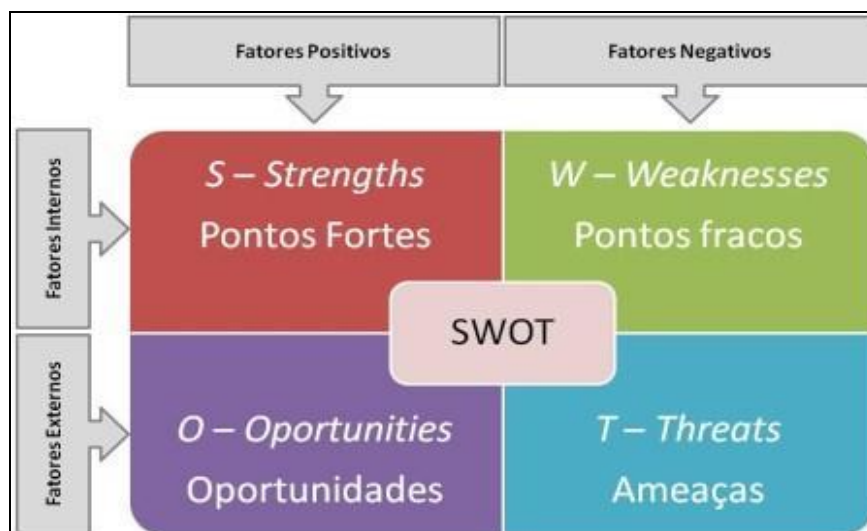 Fatores Positivos
Fatores Negativos
Fatores Internos
S – Strengths
Pontos Fortes
W – Weaknesses
Pontos fracos
SWOT
Fatores Externos
O – Oportunities
Oportunidades
T – Threats
Ameaças